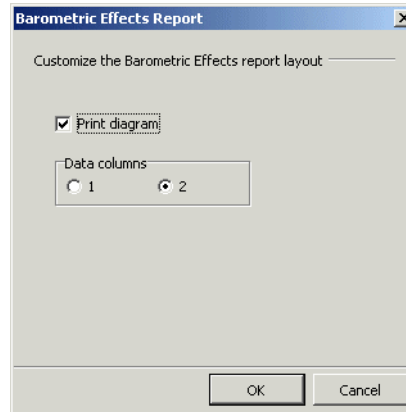 Barometric Effects Report
Customize the Barometric Effects report layout
Print diagram
Data columns
1 2
OK Cancel